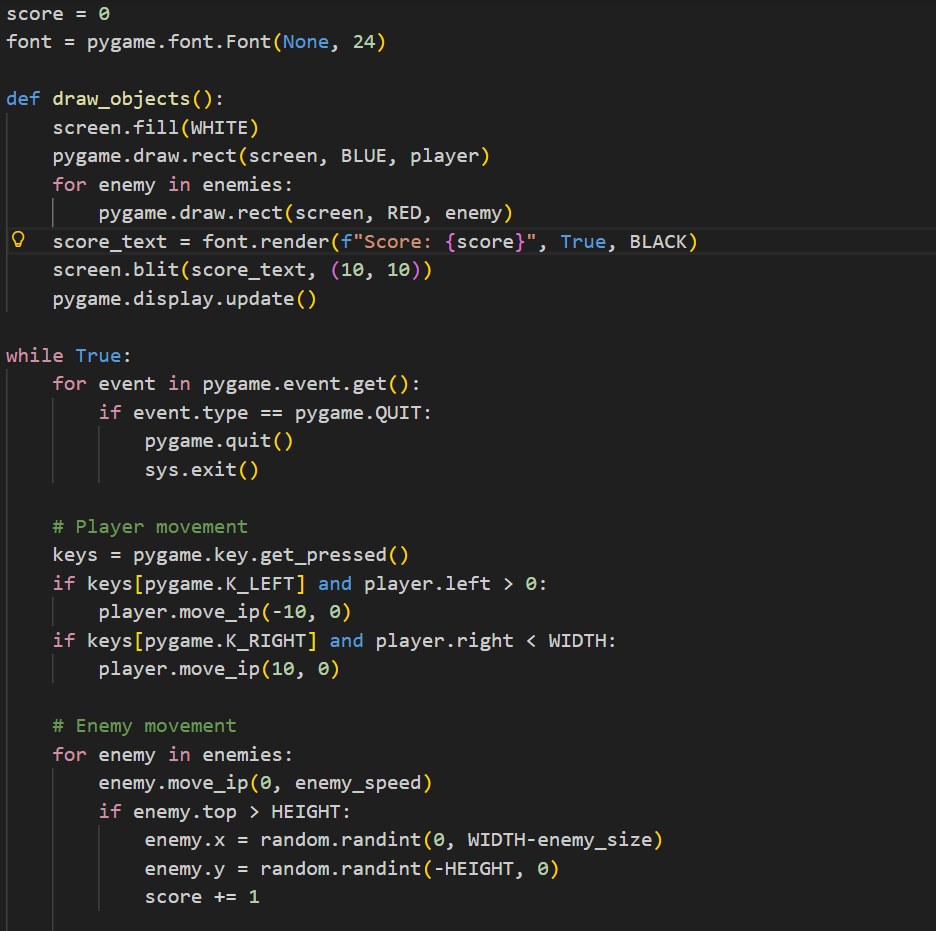 score = 0
font = pygame.font.Font(None, 24)

def draw_objects():
    screen.fill(WHITE)
    pygame.draw.rect(screen, BLUE, player)
    for enemy in enemies:
        pygame.draw.rect(screen, RED, enemy)
    score_text = font.render(f"Score: {score}", True, BLACK)
    screen.blit(score_text, (10, 10))
    pygame.display.update()

while True:
    for event in pygame.event.get():
        if event.type == pygame.QUIT:
            pygame.quit()
            sys.exit()

    # Player movement
    keys = pygame.key.get_pressed()
    if keys[pygame.K_LEFT] and player.left > 0:
        player.move_ip(-10, 0)
    if keys[pygame.K_RIGHT] and player.right < WIDTH:
        player.move_ip(10, 0)

    # Enemy movement
    for enemy in enemies:
        enemy.move_ip(0, enemy_speed)
        if enemy.top > HEIGHT:
            enemy.x = random.randint(0, WIDTH-enemy_size)
            enemy.y = random.randint(-HEIGHT, 0)
            score += 1